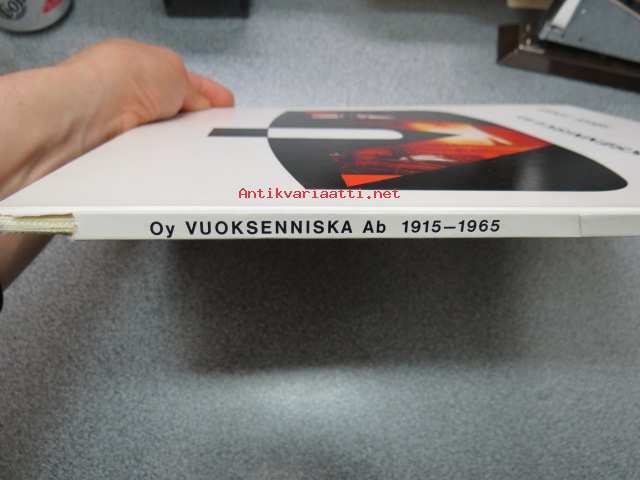 Antikvariaatti.net
Oy VUOKSENNISKA Ab 1915–1965